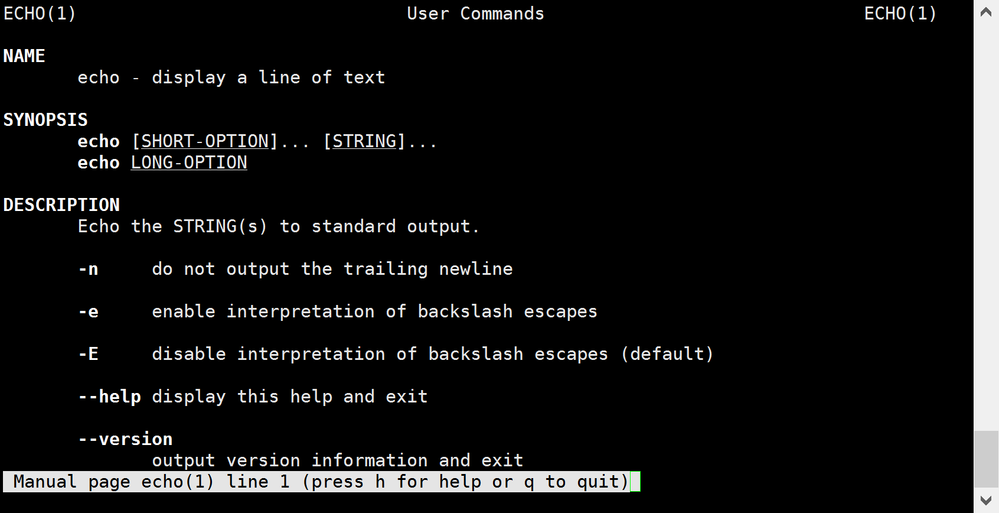 ECHO(1) User Commands ECHO(1)
NAME
echo - display a line of text
SYNOPSIS
echo [SHORT-OPTION]... [STRING]...
echo LONG-OPTION
DESCRIPTION
Echo the STRING(s) to standard output.
-n do not output the trailing newline
-e enable interpretation of backslash escapes
-E disable interpretation of backslash escapes (default)
--help display this help and exit
--version
output version information and exit
Manual page echo(1) line 1 (press h for help or q to quit)